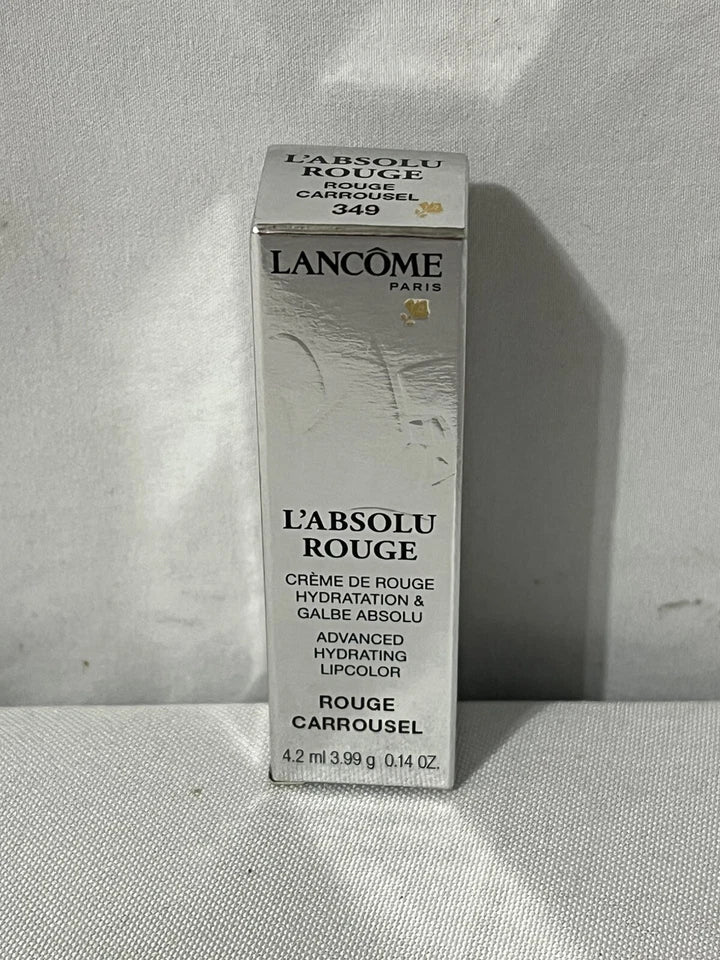 L'ABSOLU
ROUGE
ROUGE
CARROUSEL
349
LANCÔME
PARIS
L'ABSOLU
ROUGE
CRÈME DE ROUGE
HYDRATATION &
GALBE ABSOLU
ADVANCED
HYDRATING
LIPCOLOR
ROUGE
CARROUSEL
4.2 ml 3.99 g 0.14 OZ.